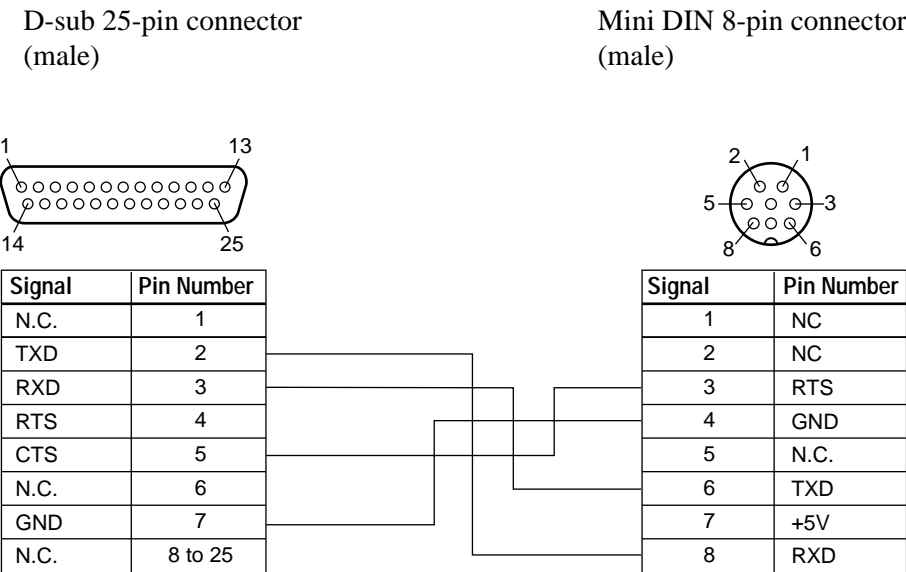 D-sub 25-pin connector
(male)
Mini DIN 8-pin connector
(male)
1 13
14 25
2 1
5 3
8 6
Signal Pin Number
N.C. 1
TXD 2
RXD 3
RTS 4
CTS 5
N.C. 6
GND 7
N.C. 8 to 25
Signal Pin Number
1 NC
2 NC
3 RTS
4 GND
5 N.C.
6 TXD
7 +5V
8 RXD